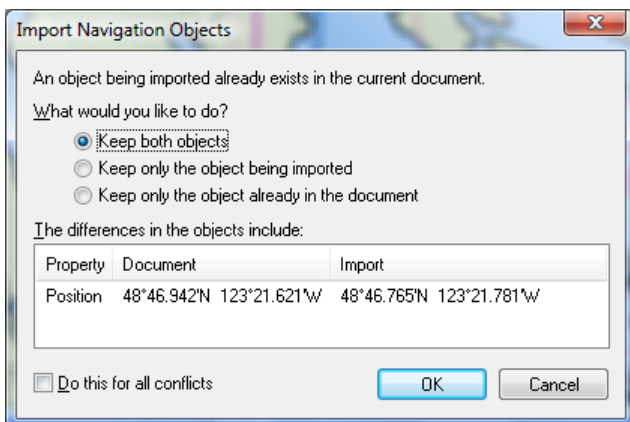 Import Navigation Objects
An object being imported already exists in the current document.
What would you like to do?
Keep both objects
Keep only the object being imported
Keep only the object already in the document
The differences in the objects include:
Property Document Import
Position 48°46.942'N 123°21.621'W 48°46.765'N 123°21.781'W
Do this for all conflicts OK Cancel